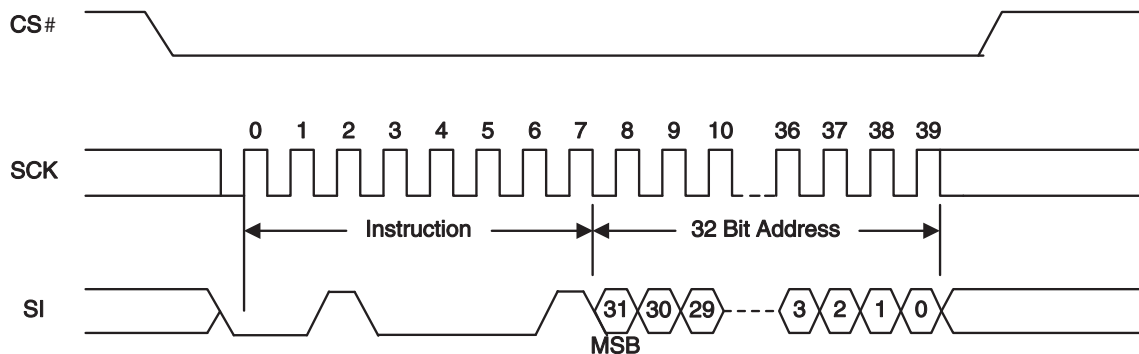 CS#
0 1 2 3 4 5 6 7 8 9 10 36 37 38 39
SCK
Instruction 32 Bit Address
SI 31 30 29 3 2 1 0
MSB